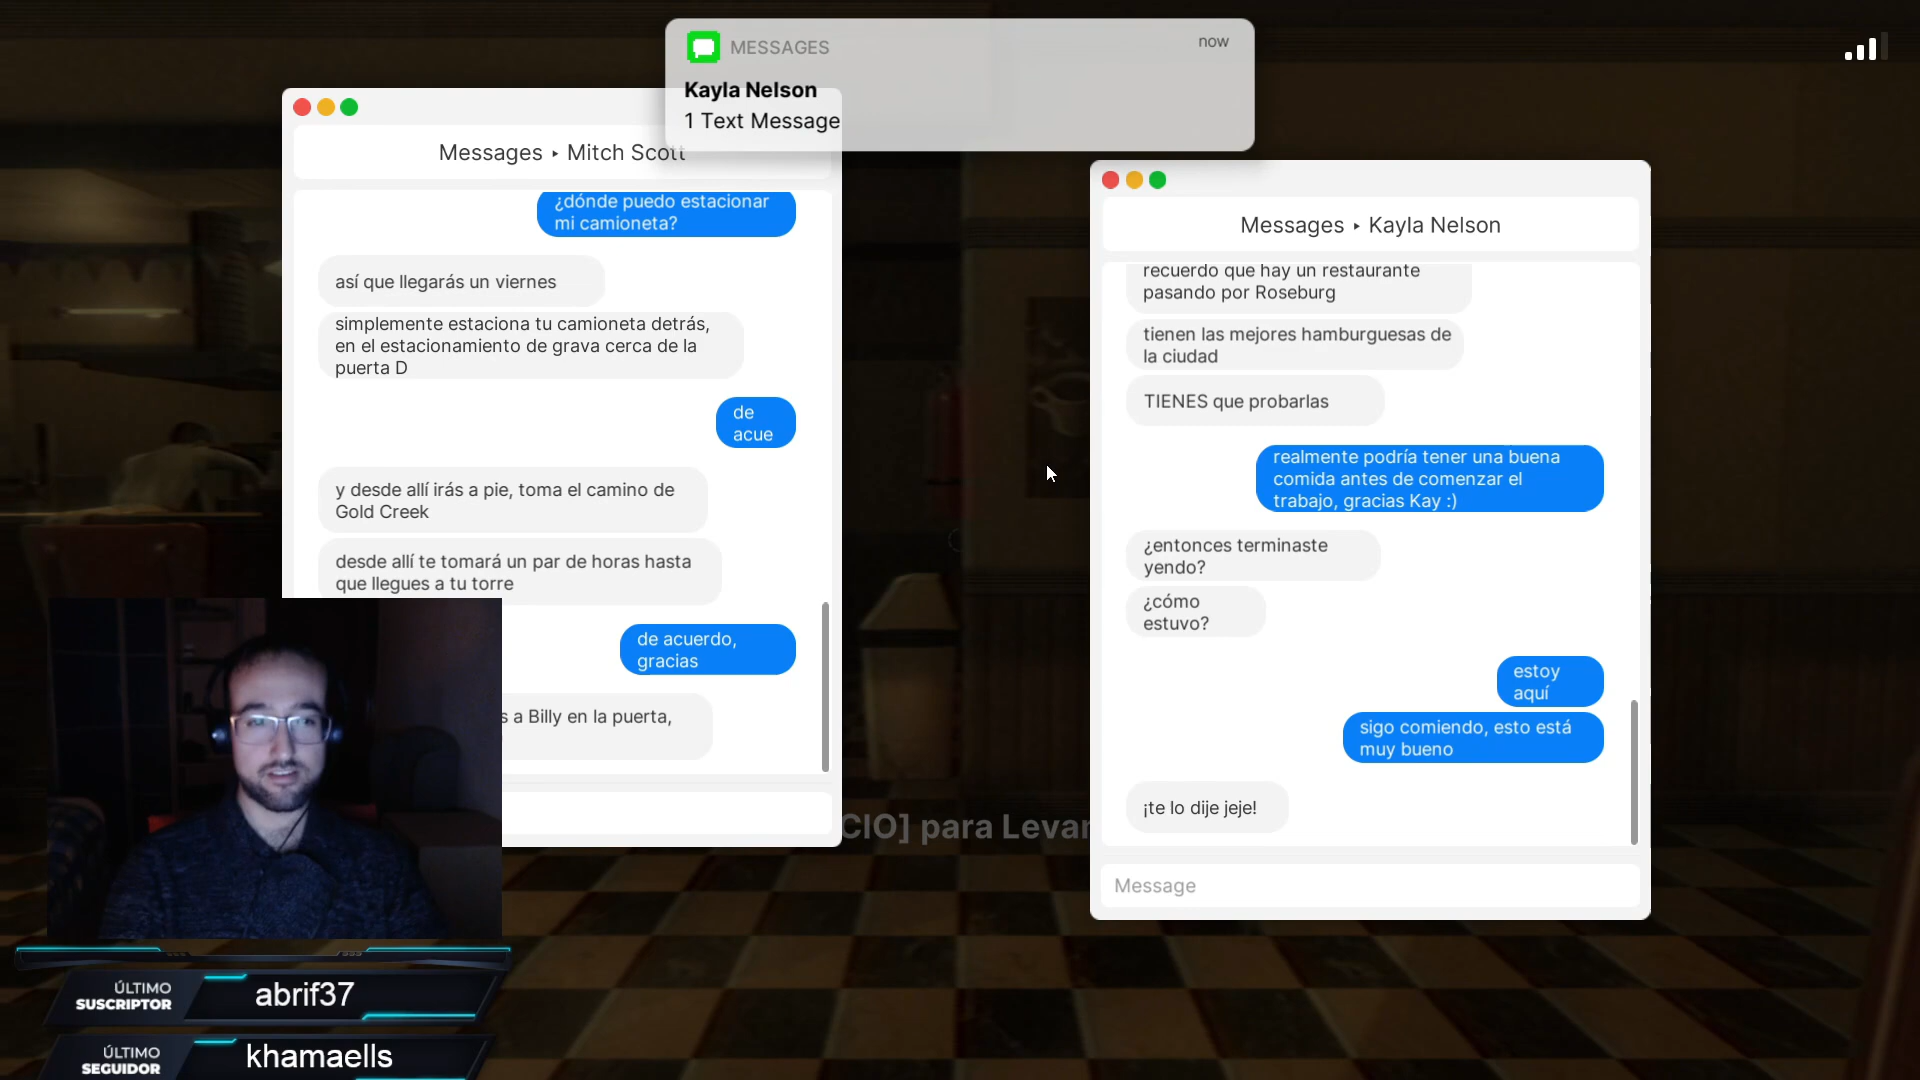 MESSAGES
now
Kayla Nelson
1 Text Message
Messages ▸ Mitch Scott
¿dónde puedo estacionar
mi camioneta?
así que llegarás un viernes
simplemente estaciona tu camioneta detrás,
en el estacionamiento de grava cerca de la
puerta D
de
acue
y desde allí irás a pie, toma el camino de
Gold Creek
desde allí te tomará un par de horas hasta
que llegues a tu torre
de acuerdo,
gracias
s a Billy en la puerta,
Messages ▸ Kayla Nelson
recuerdo que hay un restaurante
pasando por Roseburg
tienen las mejores hamburguesas de
la ciudad
TIENES que probarlas
realmente podría tener una buena
comida antes de comenzar el
trabajo, gracias Kay :)
¿entonces terminaste
yendo?
¿cómo
estuvo?
estoy
aquí
sigo comiendo, esto está
muy bueno
¡te lo dije jeje!
Message
CIO] para Levan
ÚLTIMO
SUSCRIPTOR
abrif37
ÚLTIMO
SEGUIDOR
khamaells